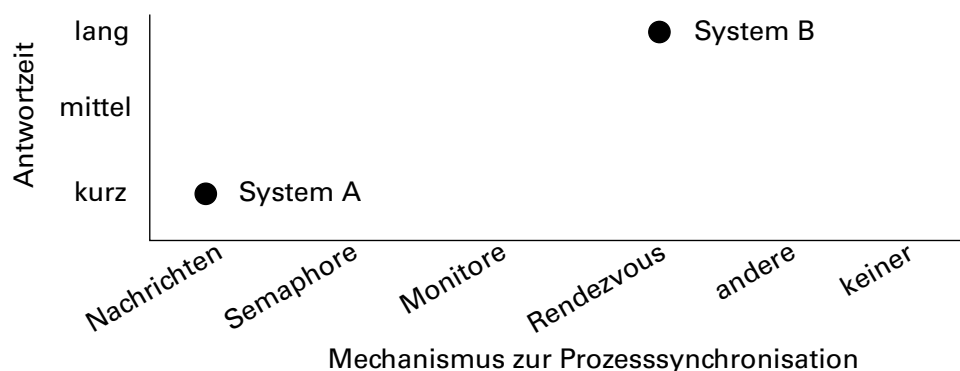 Antwortzeit
lang
System B
mittel
kurz
System A
Nachrichten
Semaphore
Monitore
Rendezvous
andere
keiner
Mechanismus zur Prozesssynchronisation